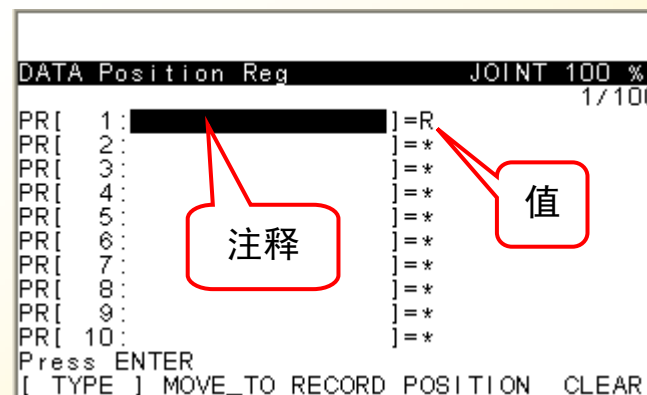 DATA Position Reg JOINT 100 %
1/100
PR[ 1: ]=R
PR[ 2: ]=*
PR[ 3: ]=*
PR[ 4: ]=*
PR[ 5: ]=*
PR[ 6: ]=*
PR[ 7: ]=*
PR[ 8: ]=*
PR[ 9: ]=*
PR[ 10: ]=*
注释
值
Press ENTER
[ TYPE ] MOVE_TO RECORD POSITION CLEAR